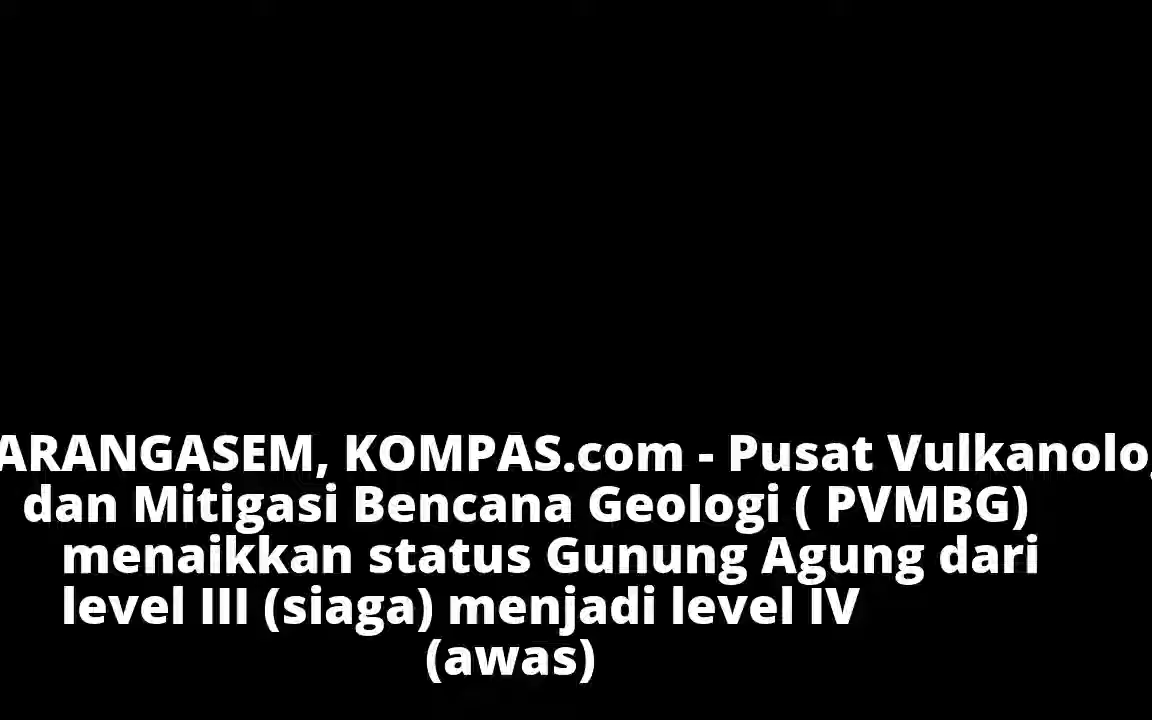 ARANGASEM, KOMPAS.com - Pusat Vulkanolog
dan Mitigasi Bencana Geologi ( PVMBG)
menaikkan status Gunung Agung dari
level III (siaga) menjadi level IV
(awas)